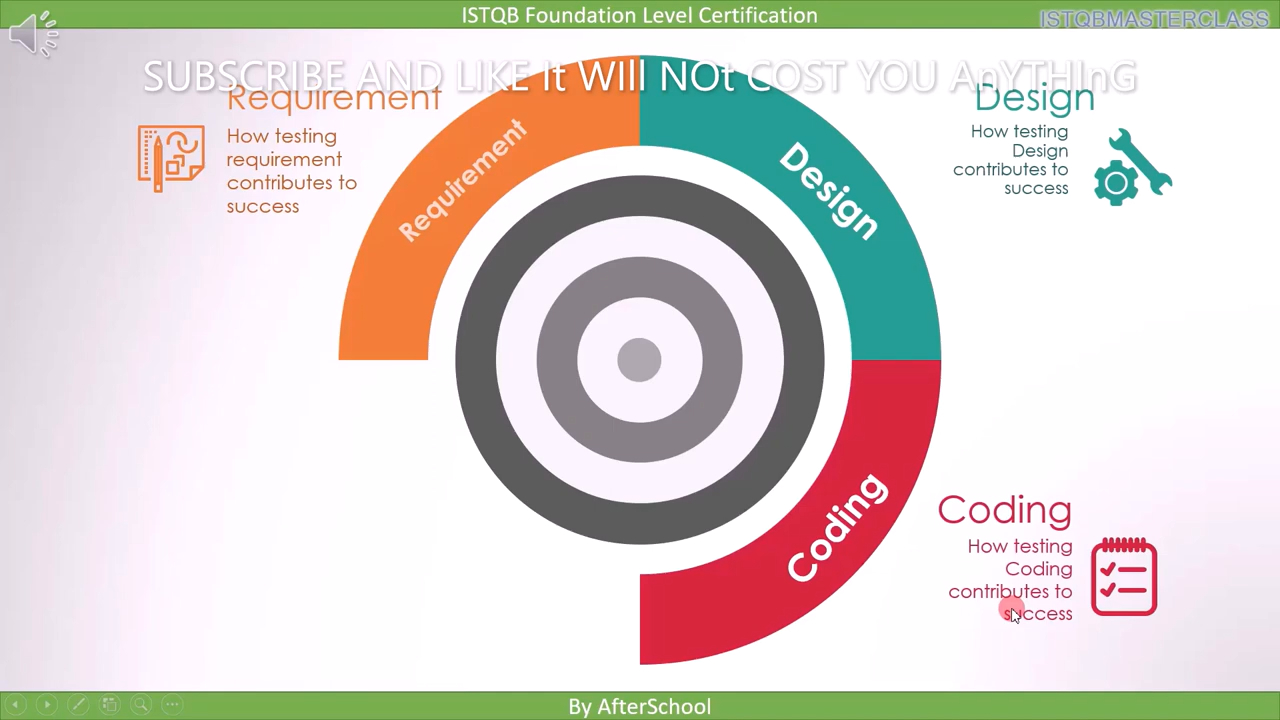 ISTQB Foundation Level Certification
ISTQBMASTERCLASS
SUBSCRIBE AND LIKE It WIll NOt COST YOU AnYTHInG
Requirement
How testing
requirement
contributes to
success
Requirement
Design
Design
How testing
Design
contributes to
success
Coding
Coding
How testing
Coding
contributes to
success
By AfterSchool